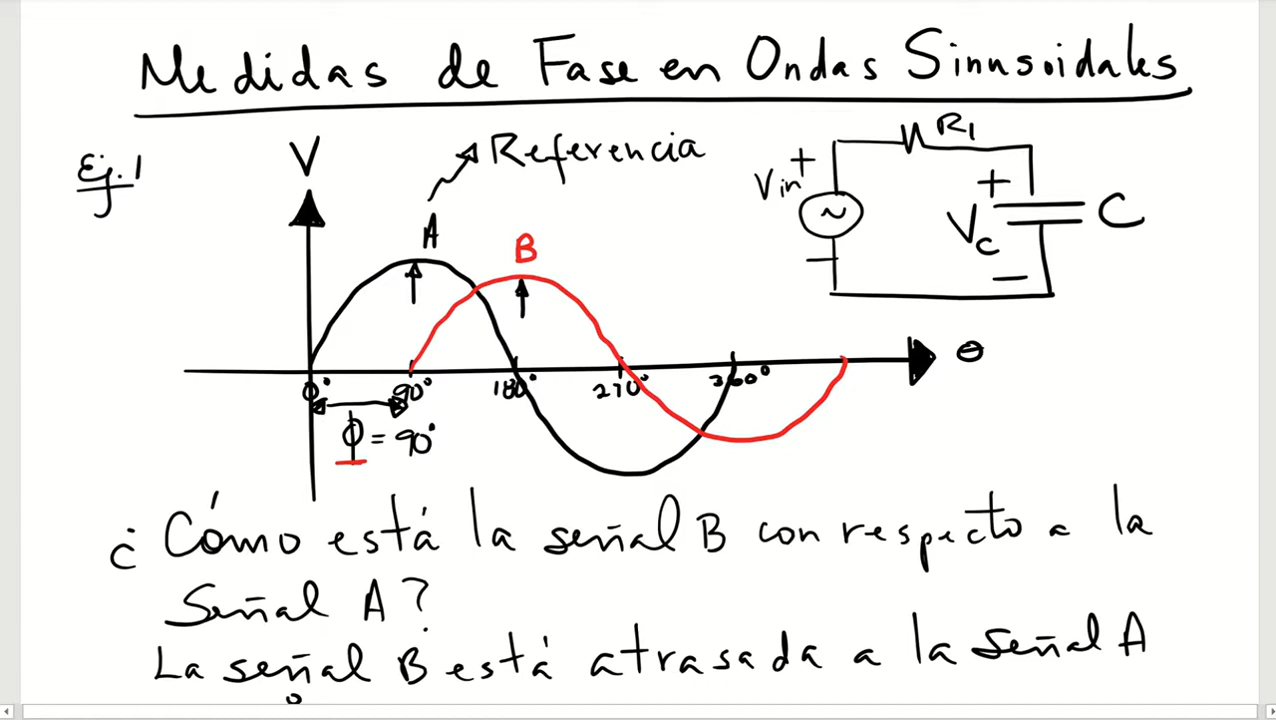 Medidas de Fase en Ondas Sinusoidales
Ej. 1
V
Referencia
A
B
Vin
+
R1
+
Vc
C
−
−
θ
0° 90° 180° 270° 360°
ϕ = 90°
¿Cómo está la señal B con respecto a la
Señal A?
La señal B está atrasada a la señal A